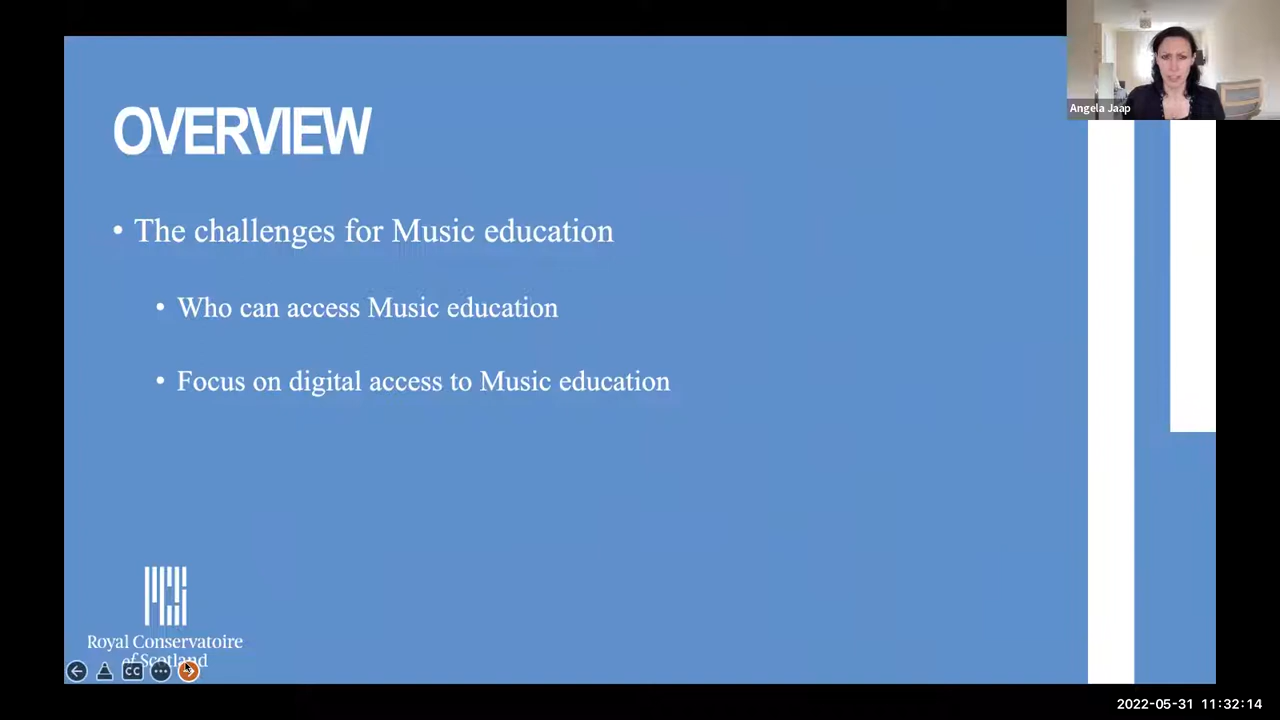 OVERVIEW
• The challenges for Music education
• Who can access Music education
• Focus on digital access to Music education
Royal Conservatoire
of Scotland
CC
Angela Jaap
2022-05-31 11:32:14